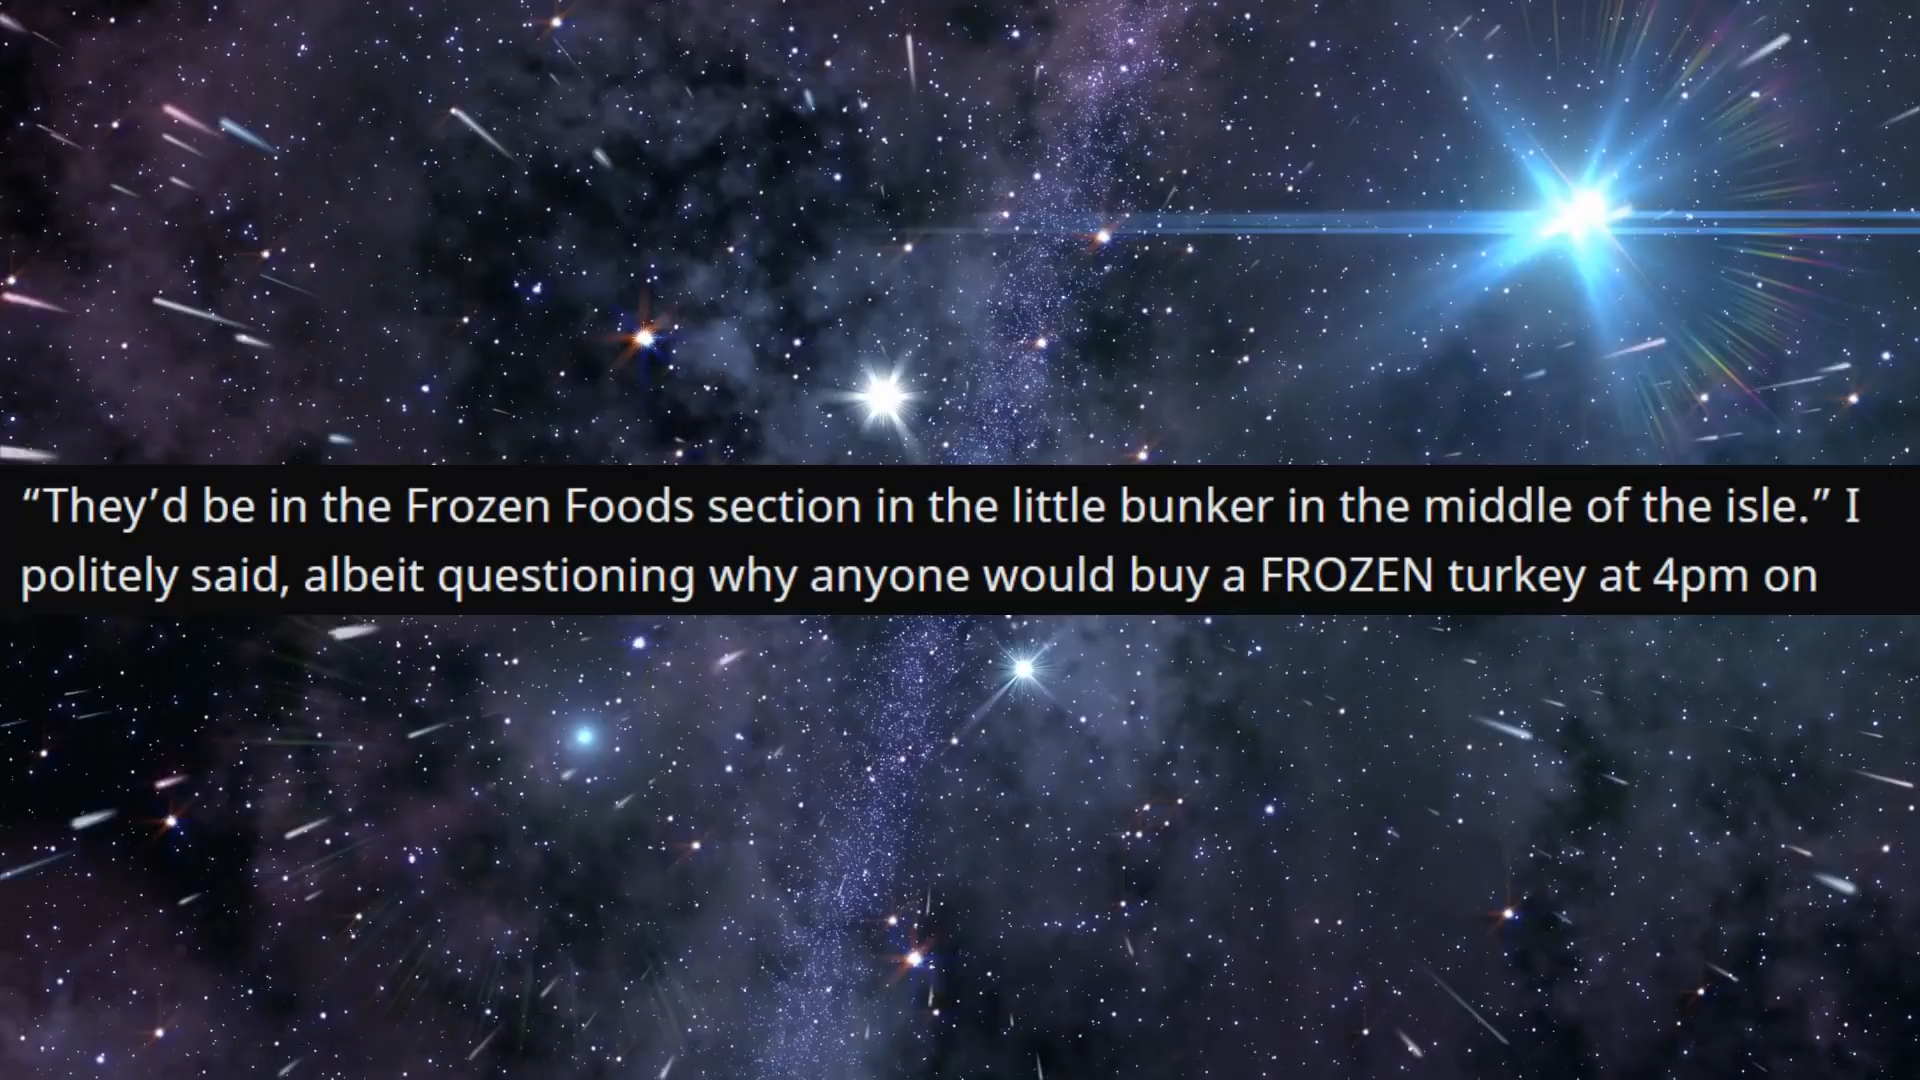 “They’d be in the Frozen Foods section in the little bunker in the middle of the isle.” I
politely said, albeit questioning why anyone would buy a FROZEN turkey at 4pm on